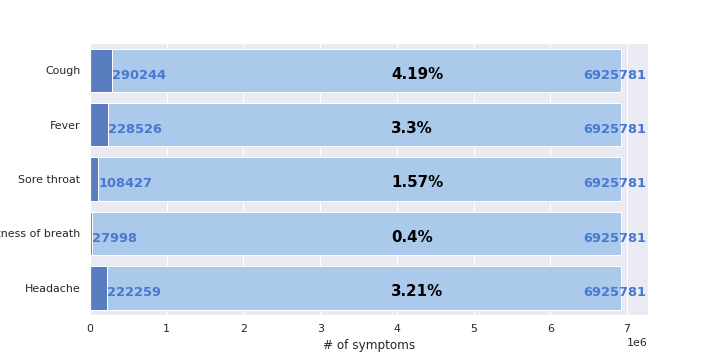 Cough 290244 4.19% 6925781
Fever 228526 3.3% 6925781
Sore throat 108427 1.57% 6925781
ness of breath 27998 0.4% 6925781
Headache 222259 3.21% 6925781
0 1 2 3 4 5 6 7
1e6
# of symptoms